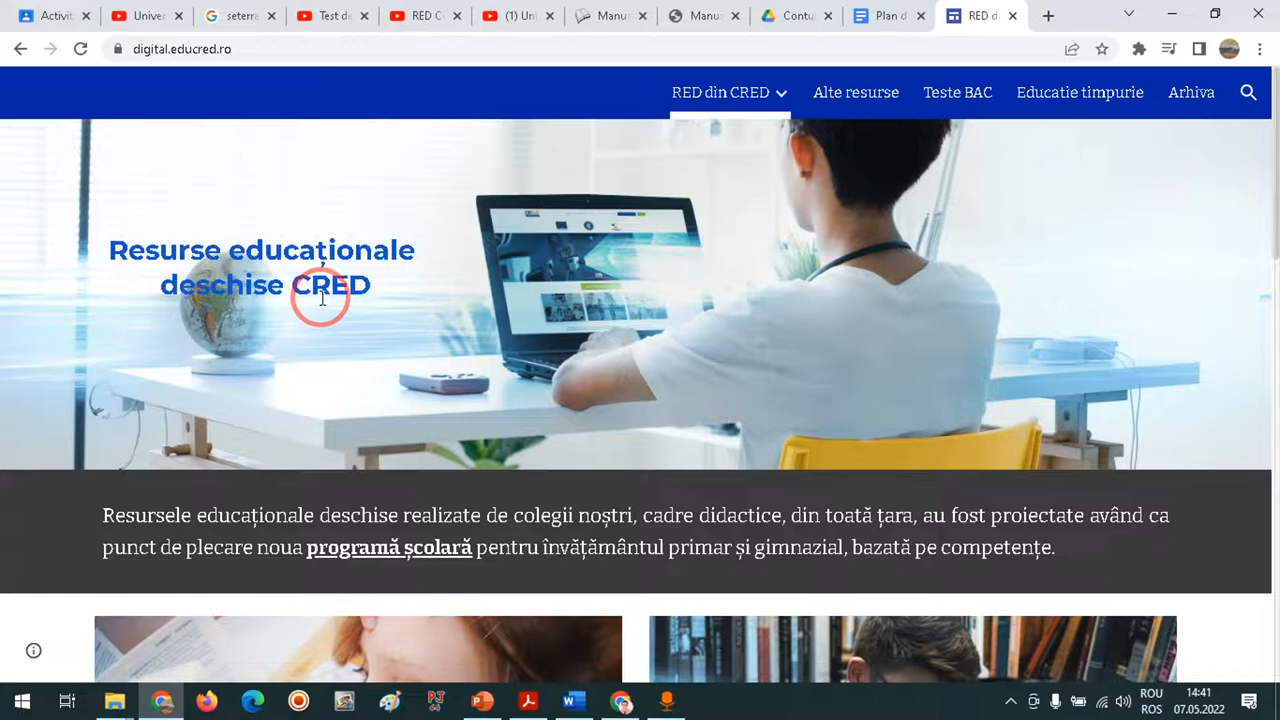 Activit
Univers
seterm
Test de
RED C
(1) Uni
Manua
Manua
Contu
Plan d
RED d
digital.educred.ro
RED din CRED
Alte resurse
Teste BAC
Educatie timpurie
Arhiva
Resurse educaționale
deschise CRED
Resursele educaționale deschise realizate de colegii noștri, cadre didactice, din toată țara, au fost proiectate având ca
punct de plecare noua programă școlară pentru învățământul primar și gimnazial, bazată pe competențe.
ROU
ROS
14:41
07.05.2022